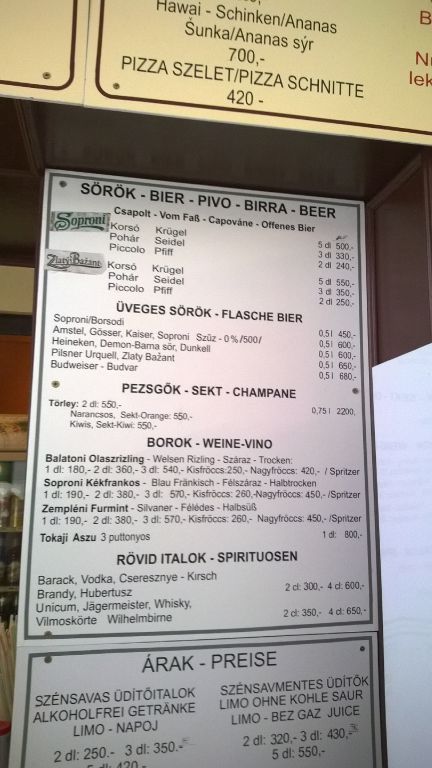 Hawai - Schinken/Ananas
Šunka/Ananas sýr
700,-
PIZZA SZELET/PIZZA SCHNITTE
420 -
B
N
lek
SÖRÖK - BIER - PIVO - BIRRA - BEER
Csapolt - Vom Faß - Capováne - Offenes Bier
Soproni
Korsó Krügel 5 dl 500,-
Pohár Seidel 3 dl 330,-
Piccolo Pfiff 2 dl 240,-
Zlatý Bažant
Korsó Krügel 5 dl 550,-
Pohár Seidel 3 dl 350,-
Piccolo Pfiff 2 dl 250,-
ÜVEGES SÖRÖK - FLASCHE BIER
Soproni/Borsodi 0,5 l 450,-
Amstel, Gösser, Kaiser, Soproni Szűz - 0%/500/ 0,5 l 600,-
Heineken, Demon-Barna sör, Dunkell 0,5 l 600,-
Pilsner Urquell, Zlaty Bažant 0,5 l 650,-
Budweiser - Budvar 0,5 l 680,-
PEZSGŐK - SEKT - CHAMPANE
Törley: 2 dl: 550,- 0,75 l 2200,
Narancsos, Sekt-Orange: 550,-
Kiwis, Sekt-Kiwi: 550,-
BOROK - WEINE-VINO
Balatoni Olaszrizling - Welsen Rizling - Száraz - Trocken:
1 dl: 180,- 2 dl: 360,- 3 dl: 540,- Kisfröccs:250,- Nagyfröccs: 420,- / Spritzer
Soproni Kékfrankos - Blau Fränkisch - Félszáraz - Halbtrocken
1 dl: 190,- 2 dl: 380,- 3 dl: 570,- Kisfröccs: 260,-Nagyfröccs: 450,- /Spritzer
Zempléni Furmint - Silvaner - Félédes - Halbsüß
1 dl: 190,- 2 dl: 380,- 3 dl: 570,- Kisfröccs: 260,- Nagyfröccs: 450,- /Spritzer
Tokaji Aszu 3 puttonyos 1 dl: 800,-
RÖVID ITALOK - SPIRITUOSEN
Barack, Vodka, Cseresznye - Kirsch
Brandy, Hubertusz 2 cl: 300,- 4 cl: 600,-
Unicum, Jägermeister, Whisky,
Vilmoskörte Wilhelmbirne 2 cl: 350,- 4 cl: 650,-
ÁRAK - PREISE
SZÉNSAVAS ÜDÍTŐITALOK
ALKOHOLFREI GETRÄNKE
LIMO - NAPOJ
2 dl: 250.- 3 dl: 350.-
5 dl: 420.-
SZÉNSAVMENTES ÜDÍTŐK
LIMO OHNE KOHLE SAUR
LIMO - BEZ GAZ JUICE
2 dl: 320,- 3 dl: 430,-
5 dl: 550,-